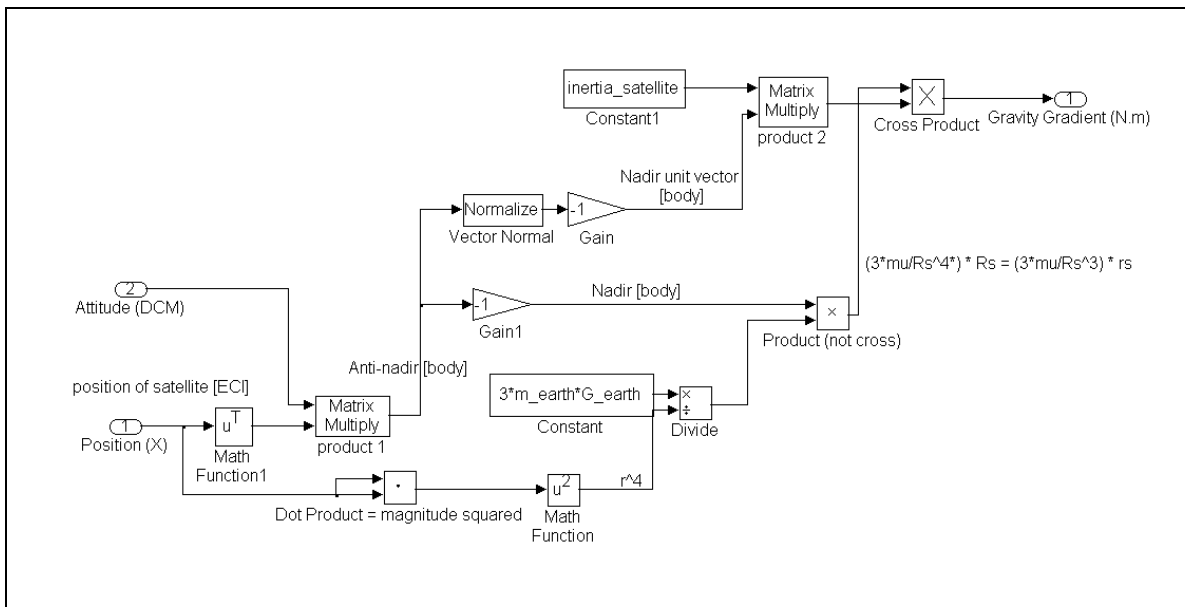 inertia_satellite
Constant1
Matrix
Multiply
product 2
Cross Product
1
Gravity Gradient (N.m)
Nadir unit vector
[body]
Normalize
Vector Normal
-1
Gain
(3*mu/Rs^4*) * Rs = (3*mu/Rs^3) * rs
2
Attitude (DCM)
-1
Gain1
Nadir [body]
×
Product (not cross)
Anti-nadir [body]
position of satellite [ECI]
1
Position (X)
u^T
Math
Function1
Matrix
Multiply
product 1
3*m_earth*G_earth
Constant
×
÷
Divide
Dot Product = magnitude squared
u^2
Math
Function
r^4